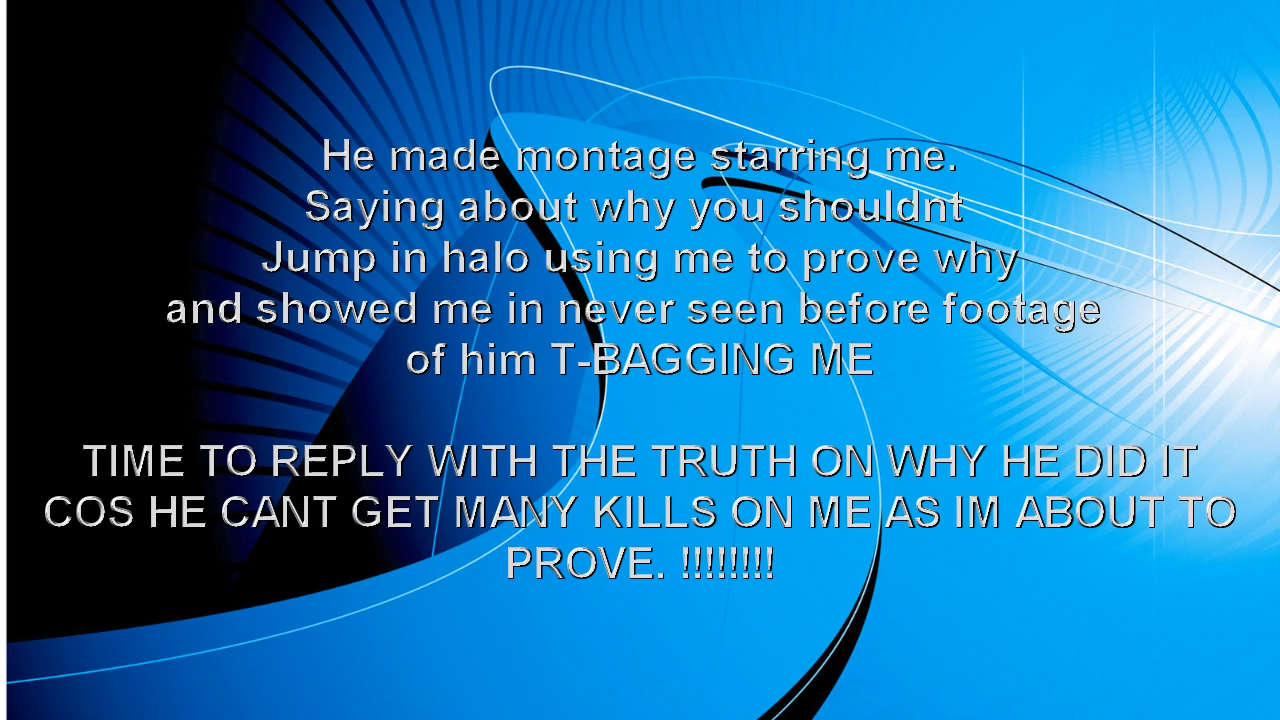 He made montage starring me.
Saying about why you shouldnt
Jump in halo using me to prove why
and showed me in never seen before footage
of him T-BAGGING ME
TIME TO REPLY WITH THE TRUTH ON WHY HE DID IT
COS HE CANT GET MANY KILLS ON ME AS IM ABOUT TO
PROVE. !!!!!!!!